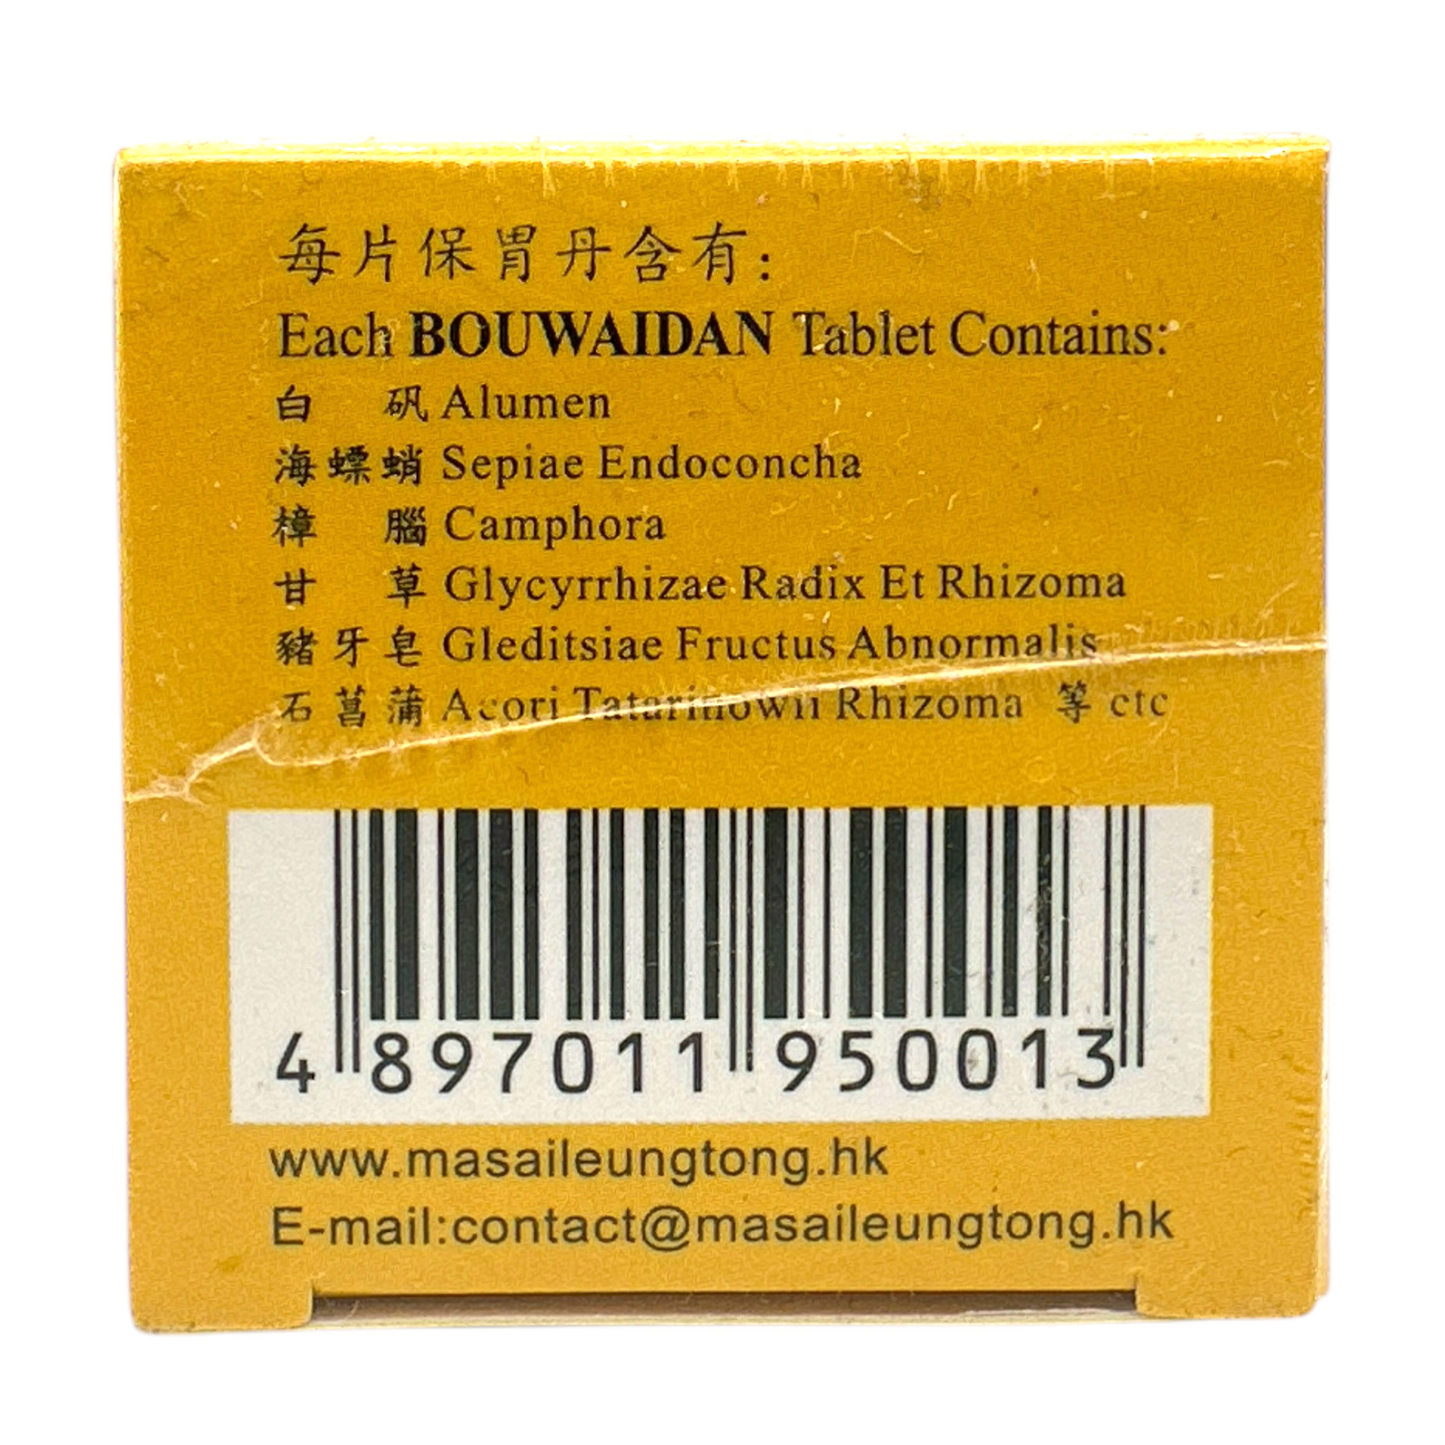 每片保胃丹含有：
Each BOUWAIDAN Tablet Contains:
白矾 Alumen
海螵蛸 Sepiae Endoconcha
樟腦 Camphora
甘草 Glycyrrhizae Radix Et Rhizoma
豬牙皂 Gleditsiae Fructus Abnormalis
石菖蒲 Acori Tatarinowii Rhizoma 等 etc
4 897011 950013
www.masaileungtong.hk
E-mail:contact@masaileungtong.hk